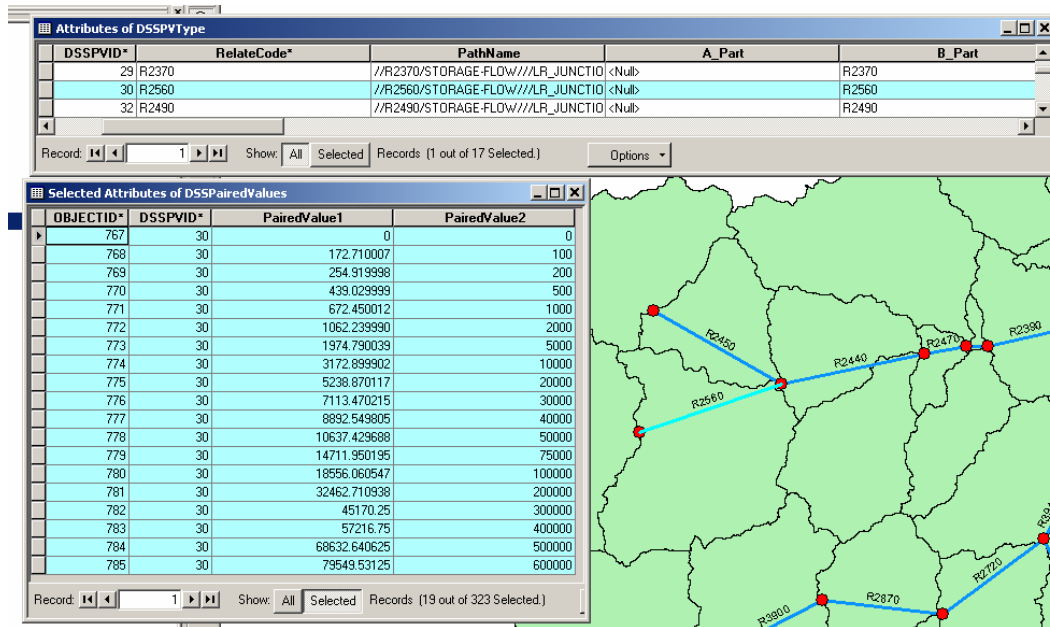 Attributes of DSSPVType
DSSPVID* RelateCode* PathName A_Part B_Part
29 R2370 //R2370/STORAGE-FLOW///LR_JUNCTIO <Null> R2370
30 R2560 //R2560/STORAGE-FLOW///LR_JUNCTIO <Null> R2560
32 R2490 //R2490/STORAGE-FLOW///LR_JUNCTIO <Null> R2490
Record: 1 Show: All Selected Records (1 out of 17 Selected.) Options
Selected Attributes of DSSPairedValues
OBJECTID* DSSPVID* PairedValue1 PairedValue2
767 30 0 0
768 30 172.710007 100
769 30 254.919998 200
770 30 439.029999 500
771 30 672.450012 1000
772 30 1062.239990 2000
773 30 1974.790039 5000
774 30 3172.899902 10000
775 30 5238.870117 20000
776 30 7113.470215 30000
777 30 8892.549805 40000
778 30 10637.429688 50000
779 30 14711.950195 75000
780 30 18556.060547 100000
781 30 32462.710938 200000
782 30 45170.25 300000
783 30 57216.75 400000
784 30 68632.640625 500000
785 30 79549.53125 600000
Record: 1 Show: All Selected Records (19 out of 323 Selected.)
R2450
R2440
R2470
R2390
R2560
R2720
R2870
R3900